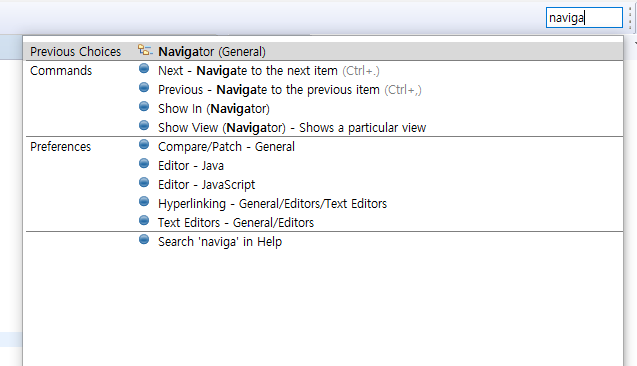 naviga
Previous Choices Navigator (General)
Commands Next - Navigate to the next item (Ctrl+.)
Previous - Navigate to the previous item (Ctrl+,)
Show In (Navigator)
Show View (Navigator) - Shows a particular view
Preferences Compare/Patch - General
Editor - Java
Editor - JavaScript
Hyperlinking - General/Editors/Text Editors
Text Editors - General/Editors
Search 'naviga' in Help